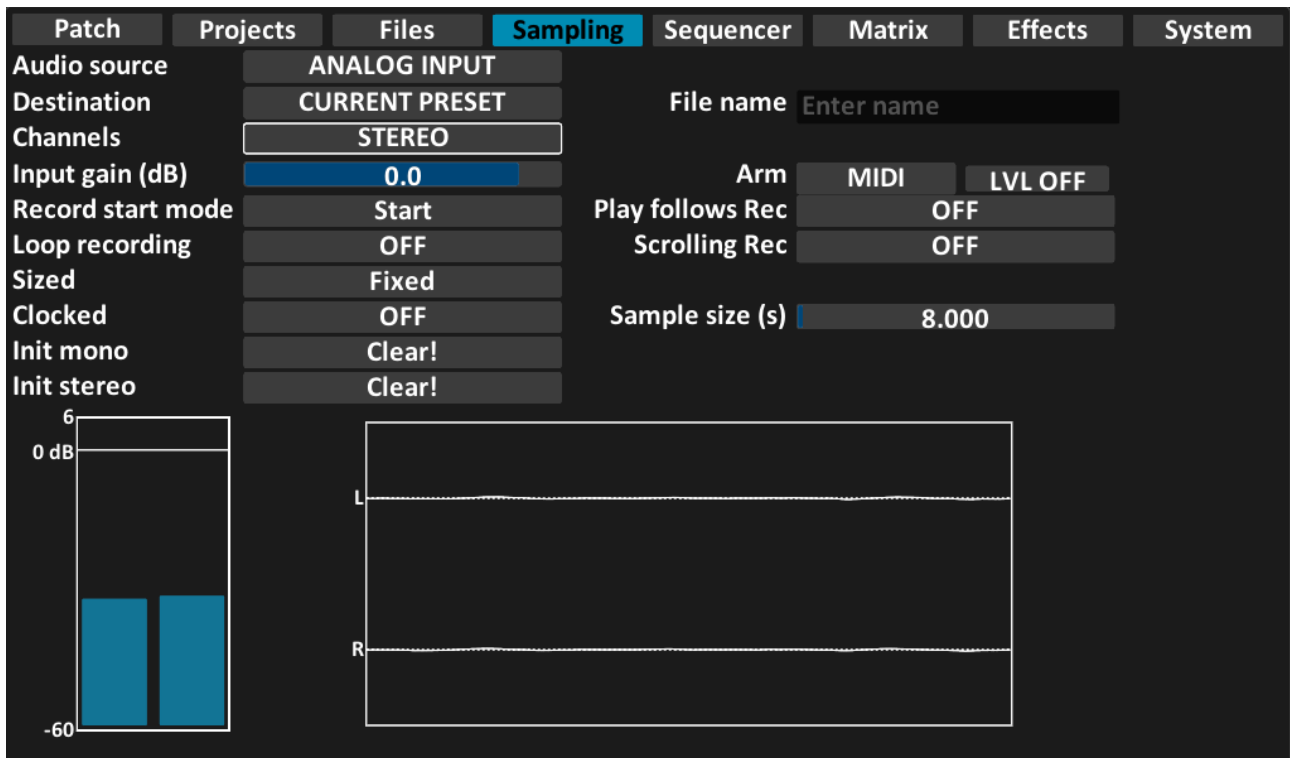 Patch Projects Files Sampling Sequencer Matrix Effects System
Audio source ANALOG INPUT
Destination CURRENT PRESET File name Enter name
Channels STEREO
Input gain (dB) 0.0 Arm MIDI LVL OFF
Record start mode Start Play follows Rec OFF
Loop recording OFF Scrolling Rec OFF
Sized Fixed
Clocked OFF Sample size (s) 8.000
Init mono Clear!
Init stereo Clear!
6
0 dB
L
R
-60